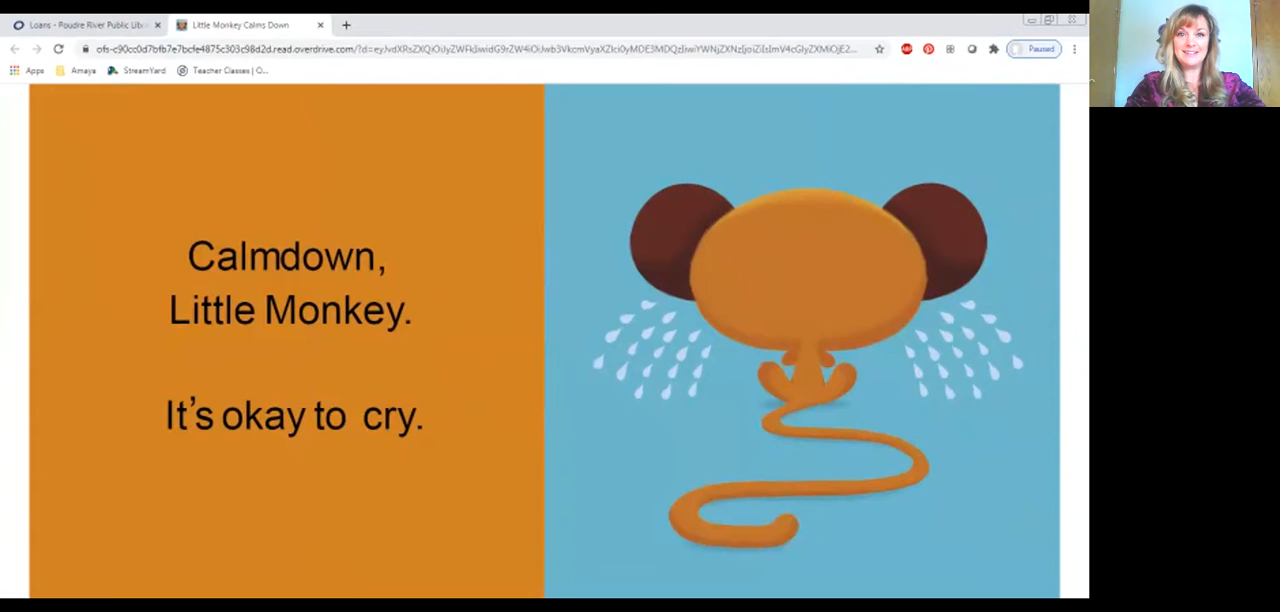 Loans - Poudre River Public Libr
Little Monkey Calms Down
Paused
Apps
Amaya
StreamYard
Teacher Classes | O...
Calmdown,
Little Monkey.
It's okay to cry.